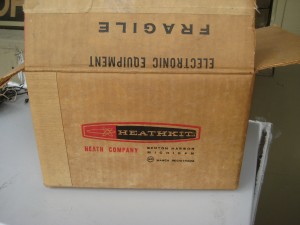 FRAGILE
ELECTRONIC EQUIPMENT
HEATHKIT
HEATH COMPANY
BENTON HARBOR
MICHIGAN